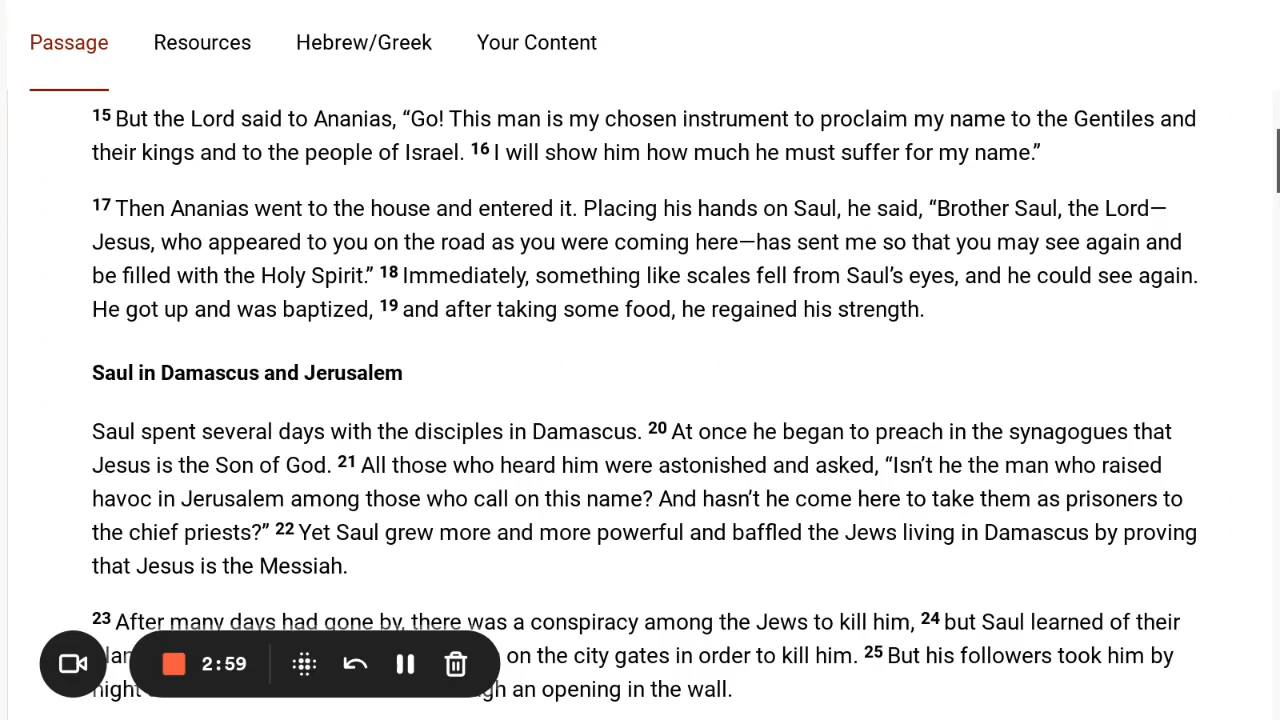 Passage Resources Hebrew/Greek Your Content
15 But the Lord said to Ananias, “Go! This man is my chosen instrument to proclaim my name to the Gentiles and
their kings and to the people of Israel. 16 I will show him how much he must suffer for my name.”
17 Then Ananias went to the house and entered it. Placing his hands on Saul, he said, “Brother Saul, the Lord—
Jesus, who appeared to you on the road as you were coming here—has sent me so that you may see again and
be filled with the Holy Spirit.” 18 Immediately, something like scales fell from Saul’s eyes, and he could see again.
He got up and was baptized, 19 and after taking some food, he regained his strength.
Saul in Damascus and Jerusalem
Saul spent several days with the disciples in Damascus. 20 At once he began to preach in the synagogues that
Jesus is the Son of God. 21 All those who heard him were astonished and asked, “Isn’t he the man who raised
havoc in Jerusalem among those who call on this name? And hasn’t he come here to take them as prisoners to
the chief priests?” 22 Yet Saul grew more and more powerful and baffled the Jews living in Damascus by proving
that Jesus is the Messiah.
23 After many days had gone by, there was a conspiracy among the Jews to kill him, 24 but Saul learned of their
on the city gates in order to kill him. 25 But his followers took him by
night an opening in the wall.
2:59